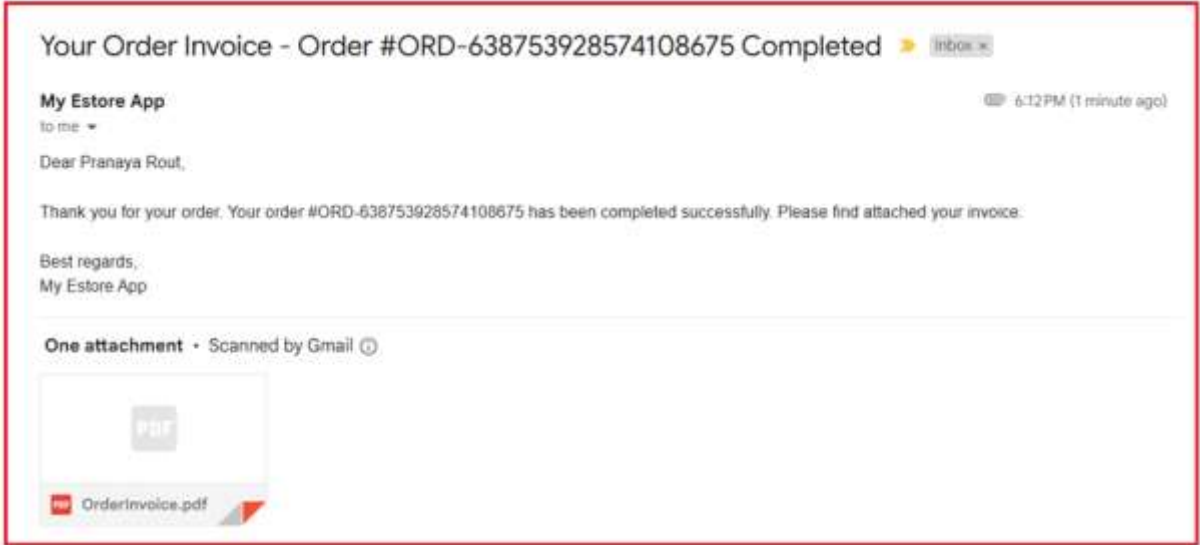 Your Order Invoice - Order #ORD-638753928574108675 Completed Inbox ×
My Estore App 6:12 PM (1 minute ago)
to me
Dear Pranaya Rout,
Thank you for your order. Your order #ORD-638753928574108675 has been completed successfully. Please find attached your invoice.
Best regards,
My Estore App
One attachment • Scanned by Gmail
PDF
PDF OrderInvoice.pdf